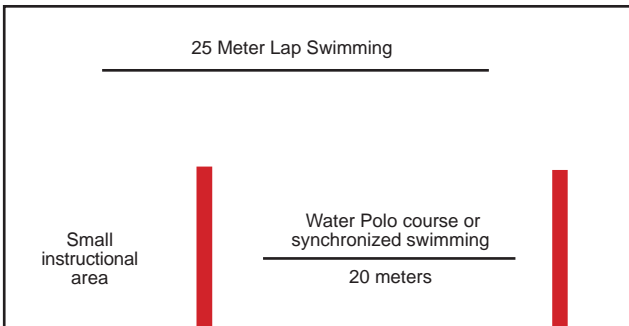 25 Meter Lap Swimming
Water Polo course or
synchronized swimming
20 meters
Small
instructional
area